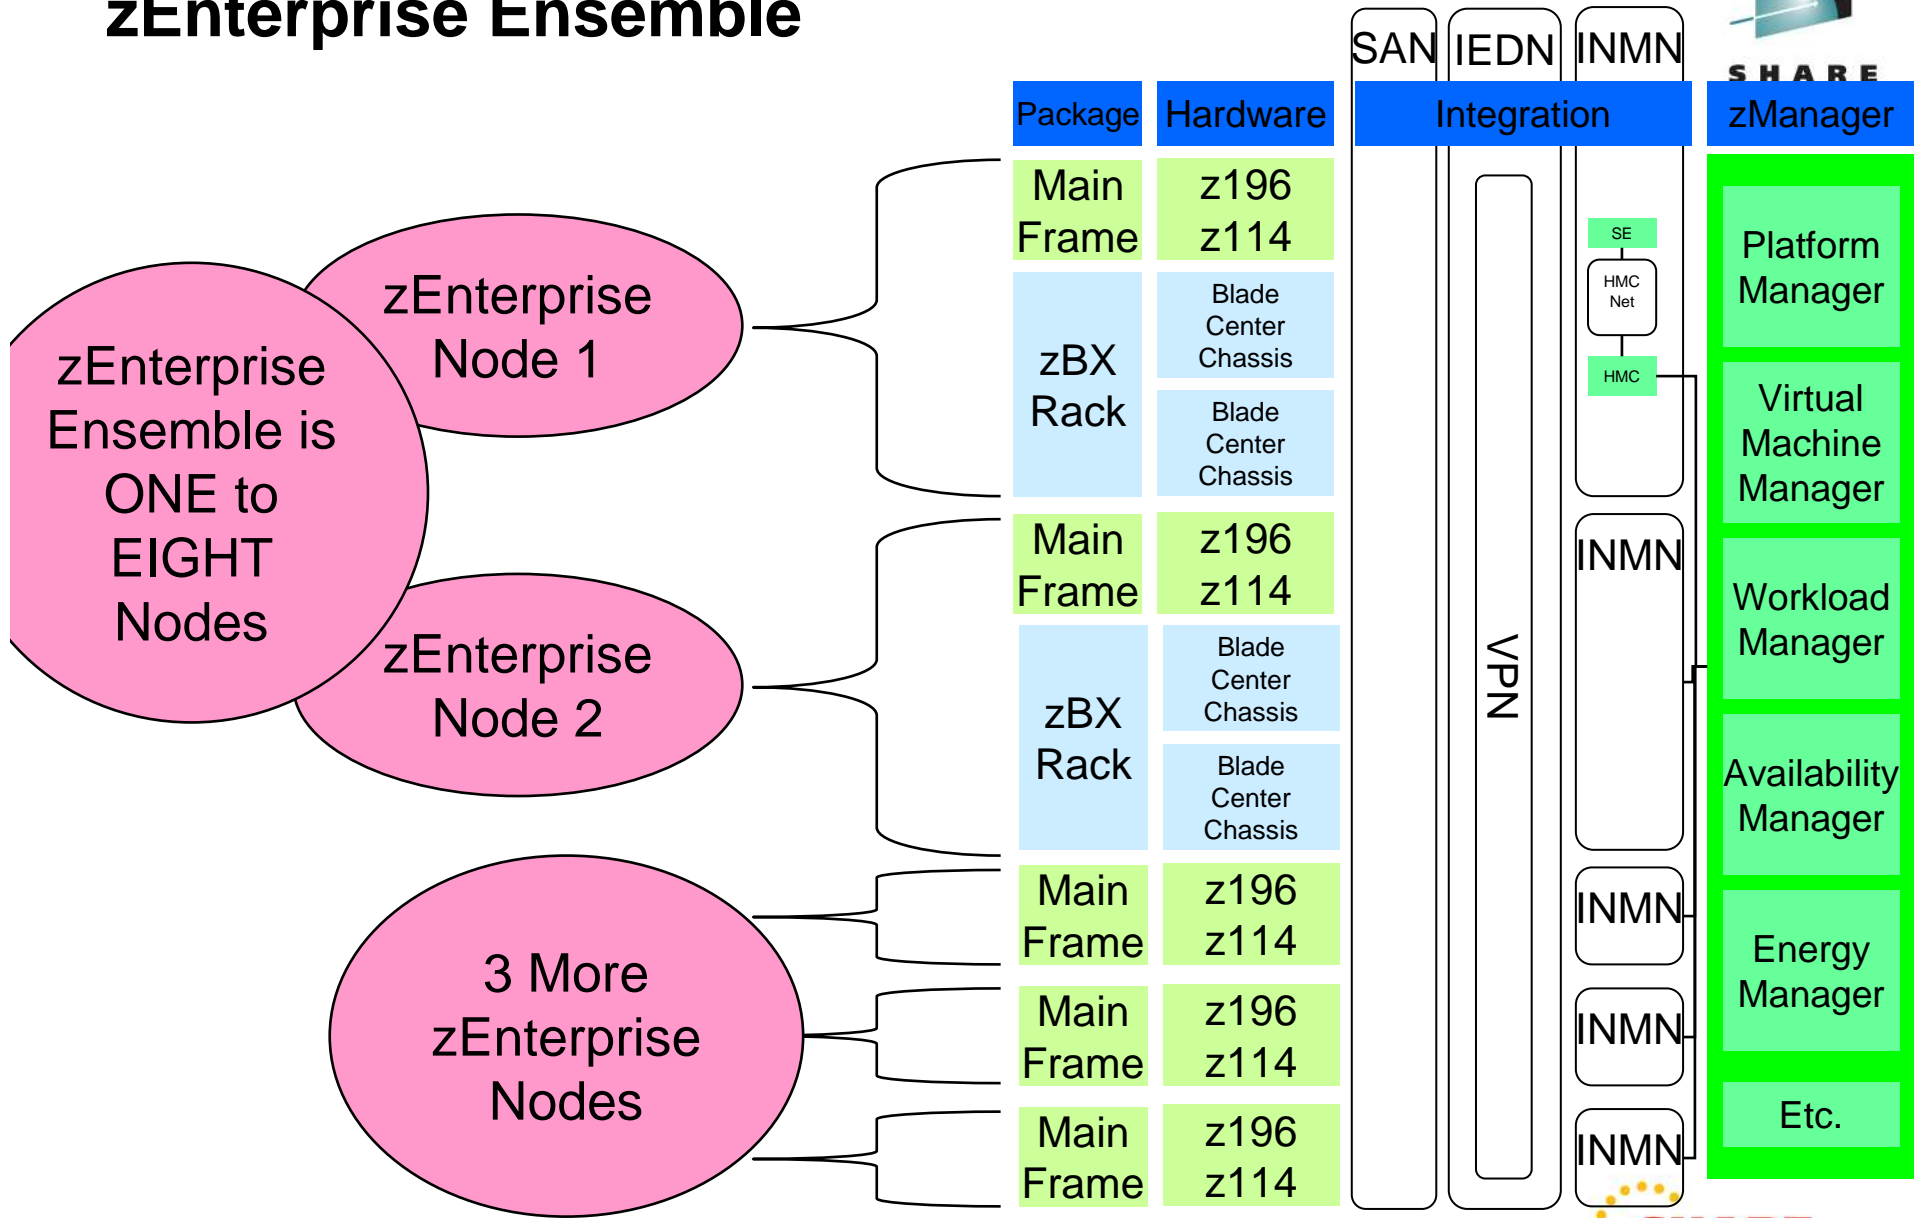 zEnterprise Ensemble
SAN
IEDN
INMN
SHARE
Package
Hardware
Integration
zManager
zEnterprise
Ensemble is
ONE to
EIGHT
Nodes
zEnterprise
Node 1
zEnterprise
Node 2
3 More
zEnterprise
Nodes
Main
Frame
z196
z114
zBX
Rack
Blade
Center
Chassis
Blade
Center
Chassis
Main
Frame
z196
z114
zBX
Rack
Blade
Center
Chassis
Blade
Center
Chassis
Main
Frame
z196
z114
Main
Frame
z196
z114
Main
Frame
z196
z114
VPN
SE
HMC
Net
HMC
INMN
INMN
INMN
INMN
Platform
Manager
Virtual
Machine
Manager
Workload
Manager
Availability
Manager
Energy
Manager
Etc.